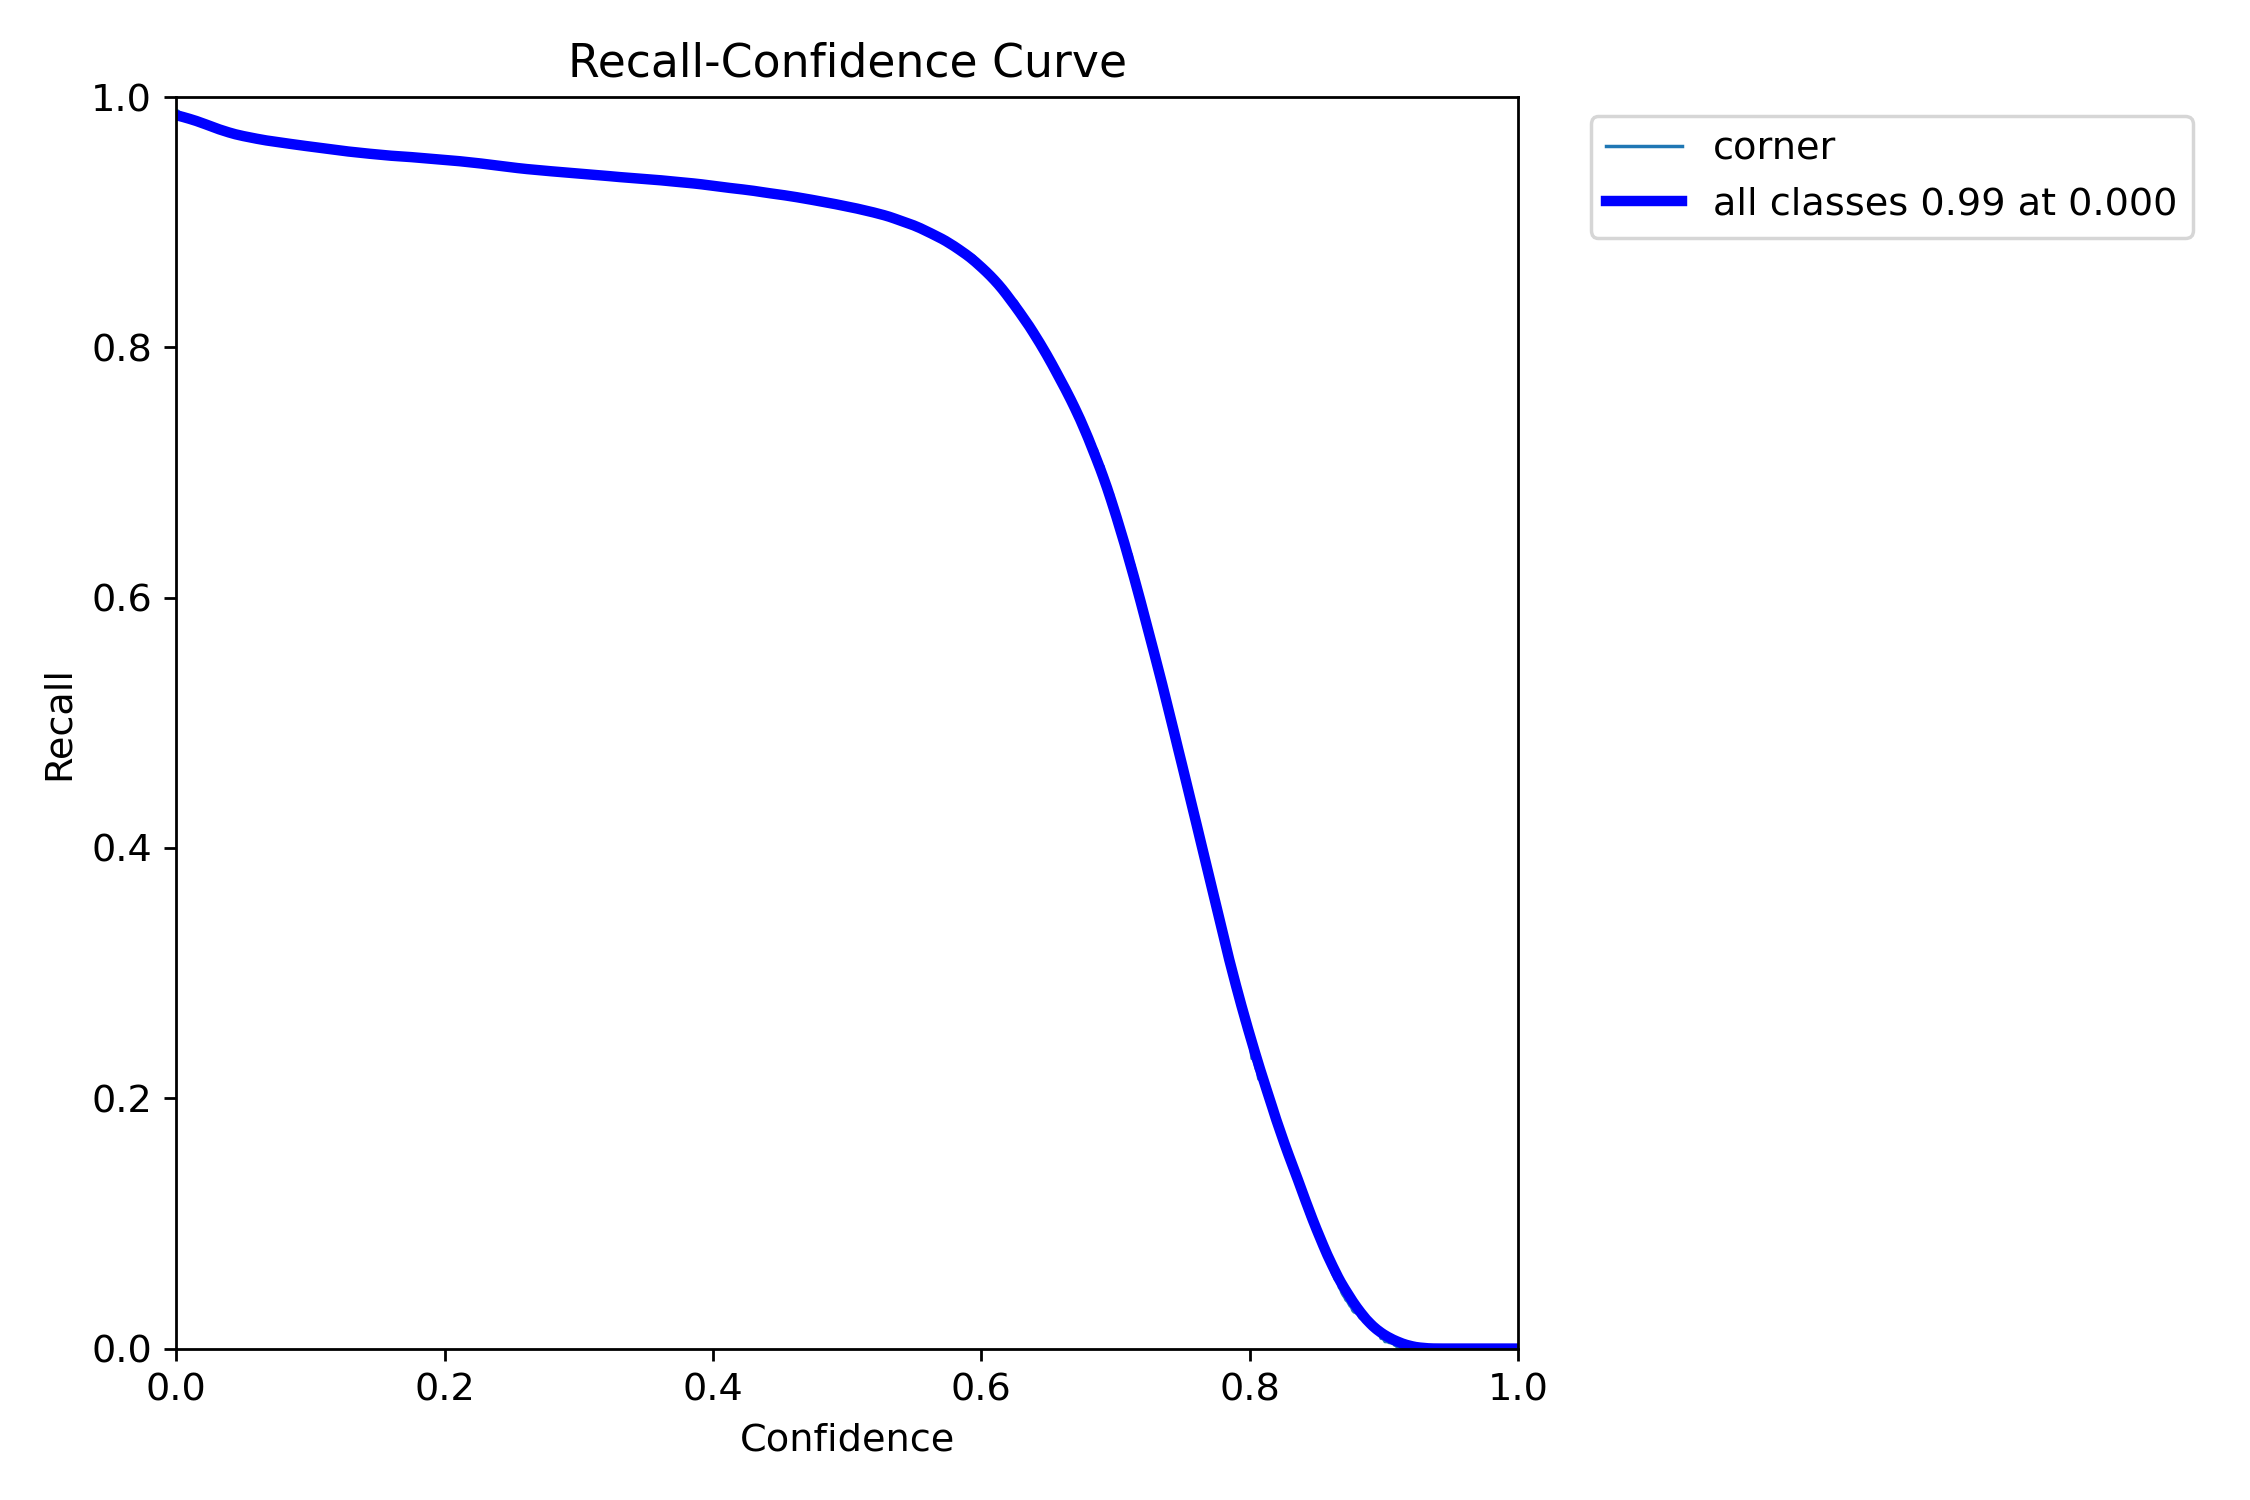 Recall-Confidence Curve
corner
all classes 0.99 at 0.000
1.0
0.8
0.6
0.4
0.2
0.0
Recall
0.0 0.2 0.4 0.6 0.8 1.0
Confidence